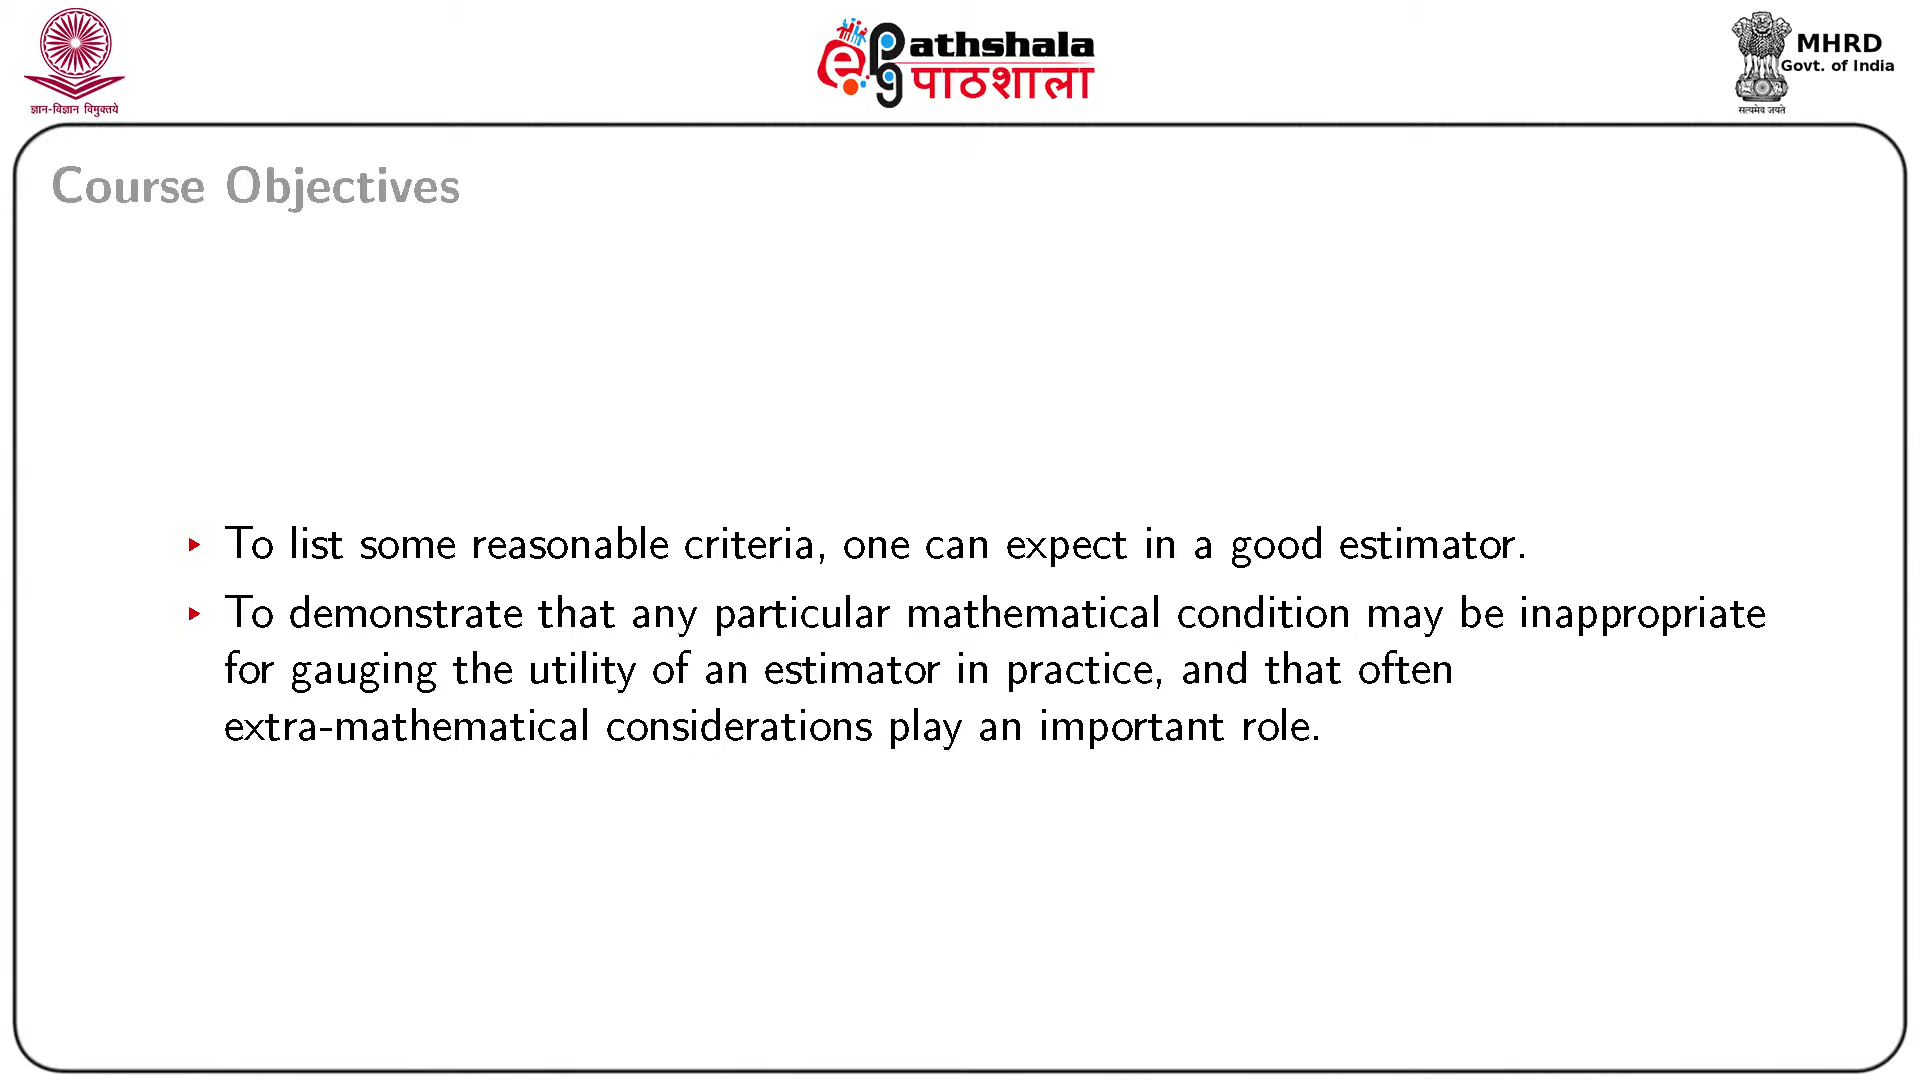 ज्ञान-विज्ञान विमुक्तये
ePG athshala
पाठशाला
MHRD
Govt. of India
सत्यमेव जयते
Course Objectives
‣ To list some reasonable criteria, one can expect in a good estimator.
‣ To demonstrate that any particular mathematical condition may be inappropriate
for gauging the utility of an estimator in practice, and that often
extra-mathematical considerations play an important role.